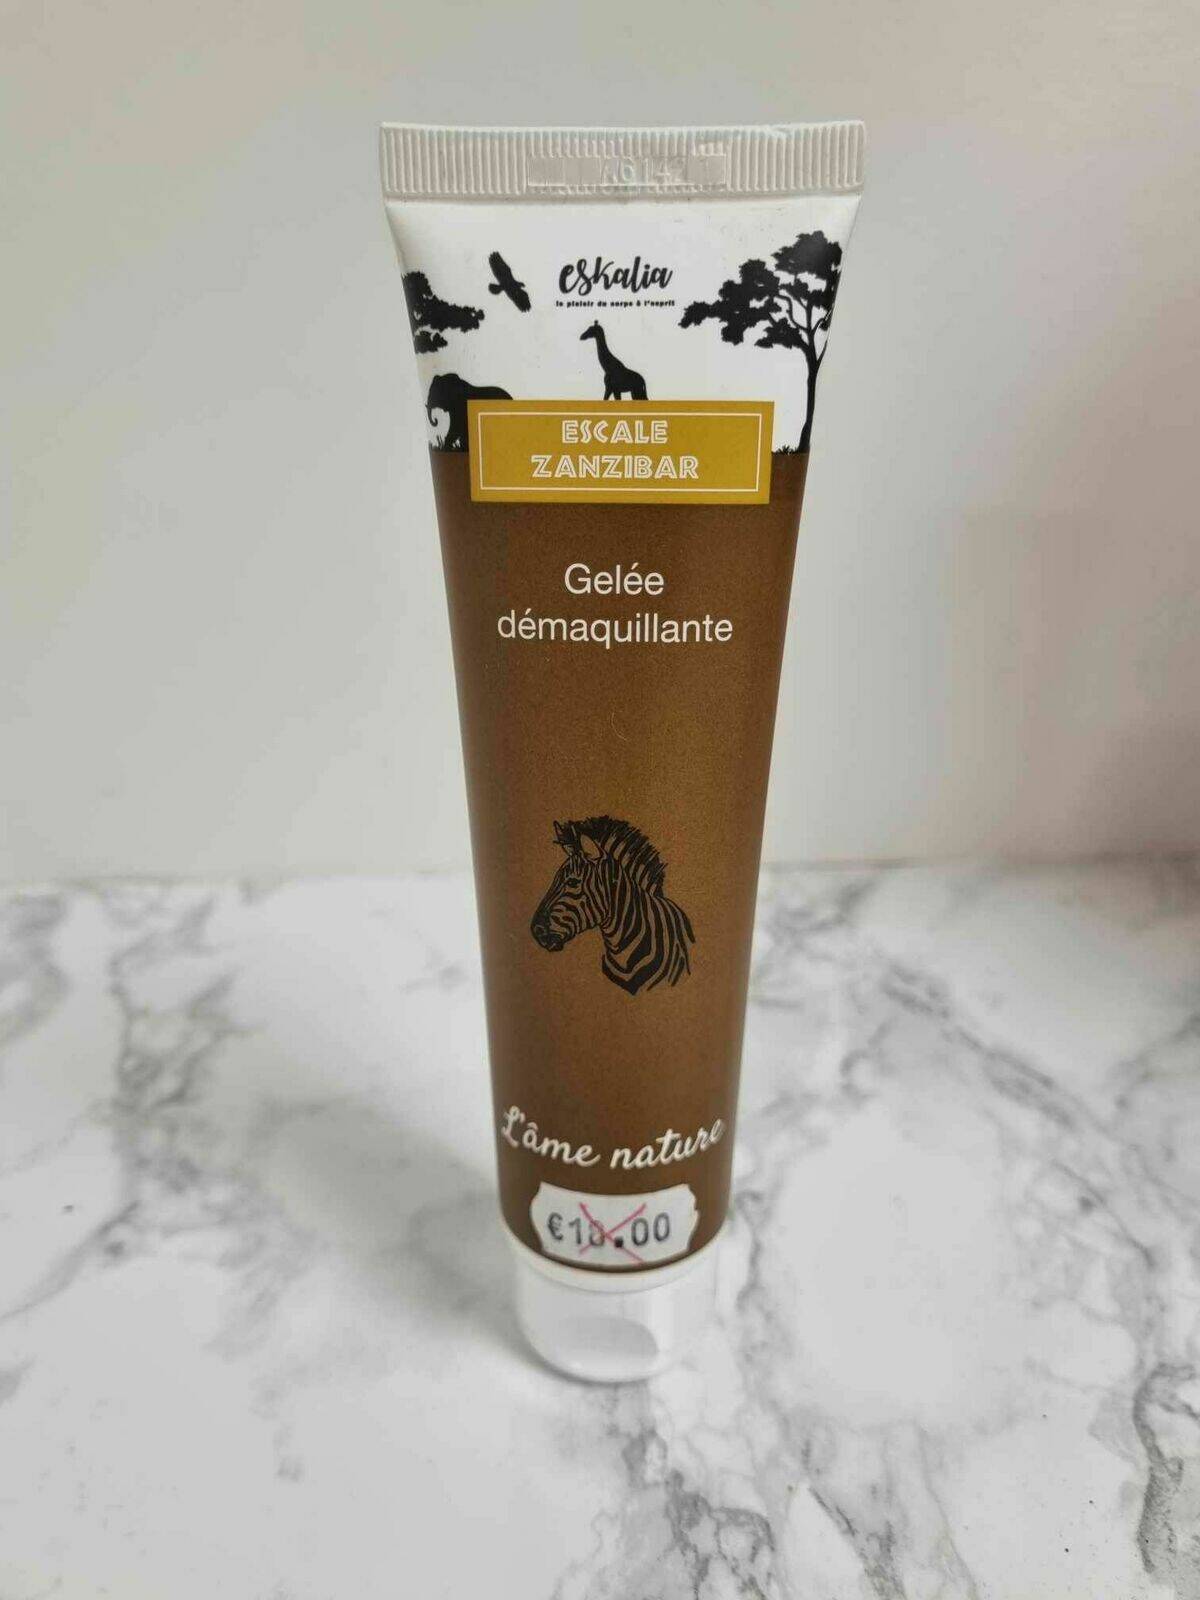 eskalia
le plaisir du corps à l'esprit
ESCALE
ZANZIBAR
Gelée
démaquillante
L'âme nature